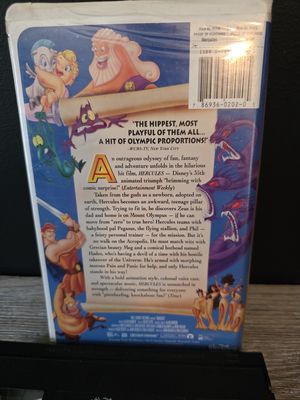 "THE HIPPEST, MOST
PLAYFUL OF THEM ALL...
A HIT OF OLYMPIC PROPORTIONS!"
-WCBS-TV, NEW YORK CITY
An outrageous odyssey of fun, fantasy
and adventure unfolds in the hilarious
hit film, HERCULES — Disney's 35th
animated triumph "brimming with
comic surprise!" (Entertainment Weekly)
Taken from the gods as a newborn, adopted on
earth, Hercules becomes an awkward, teenage pillar
of strength. Trying to fit in, he discovers Zeus is his
dad and home is on Mount Olympus — if he can
move from "zero" to true hero! Hercules teams with
babyhood pal Pegasus, the flying stallion, and Phil —
a feisty personal trainer — for the mission. But it's
no walk on the Acropolis. He must match wits with
Grecian beauty Meg and a comical hothead named
Hades, who's having a devil of a time with his hostile
takeover of the Universe. He's armed with morphing
morons Pain and Panic for help, and only Hercules
stands in his way!
With a bold animation style, colossal voice cast,
and spectacular music, HERCULES is unmatched in
strength — delivering something for everyone with
"pinwheeling, knockabout fun!" (Time)
7 86936 0202 0